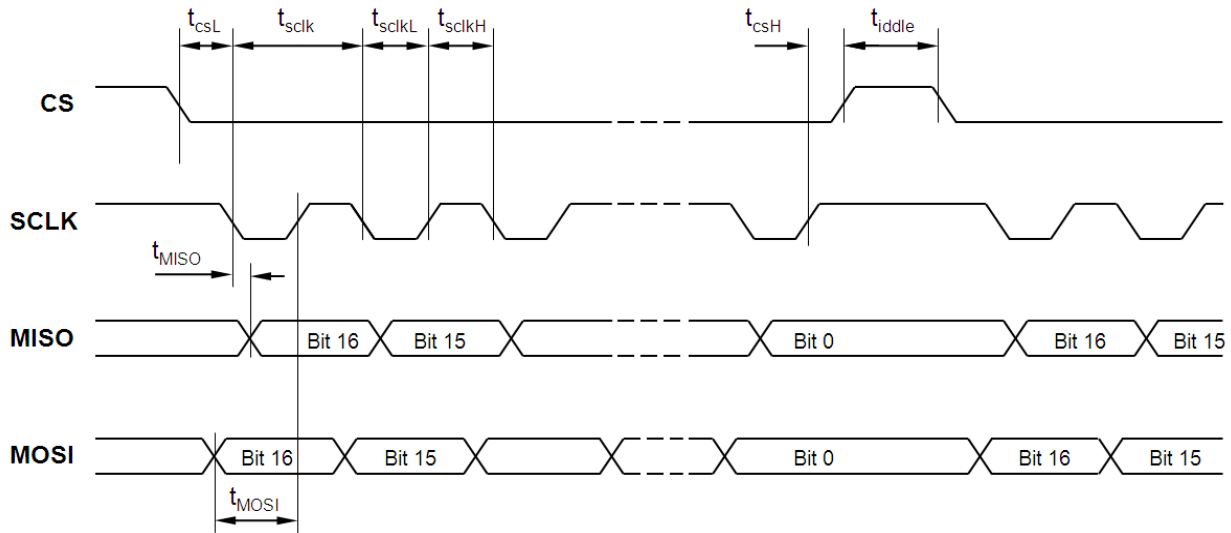 tcsL tsclk tsclkL tsclkH tcsH tiddle
CS
SCLK
tMISO
MISO Bit 16 Bit 15 Bit 0 Bit 16 Bit 15
MOSI Bit 16 Bit 15 Bit 0 Bit 16 Bit 15
tMOSI